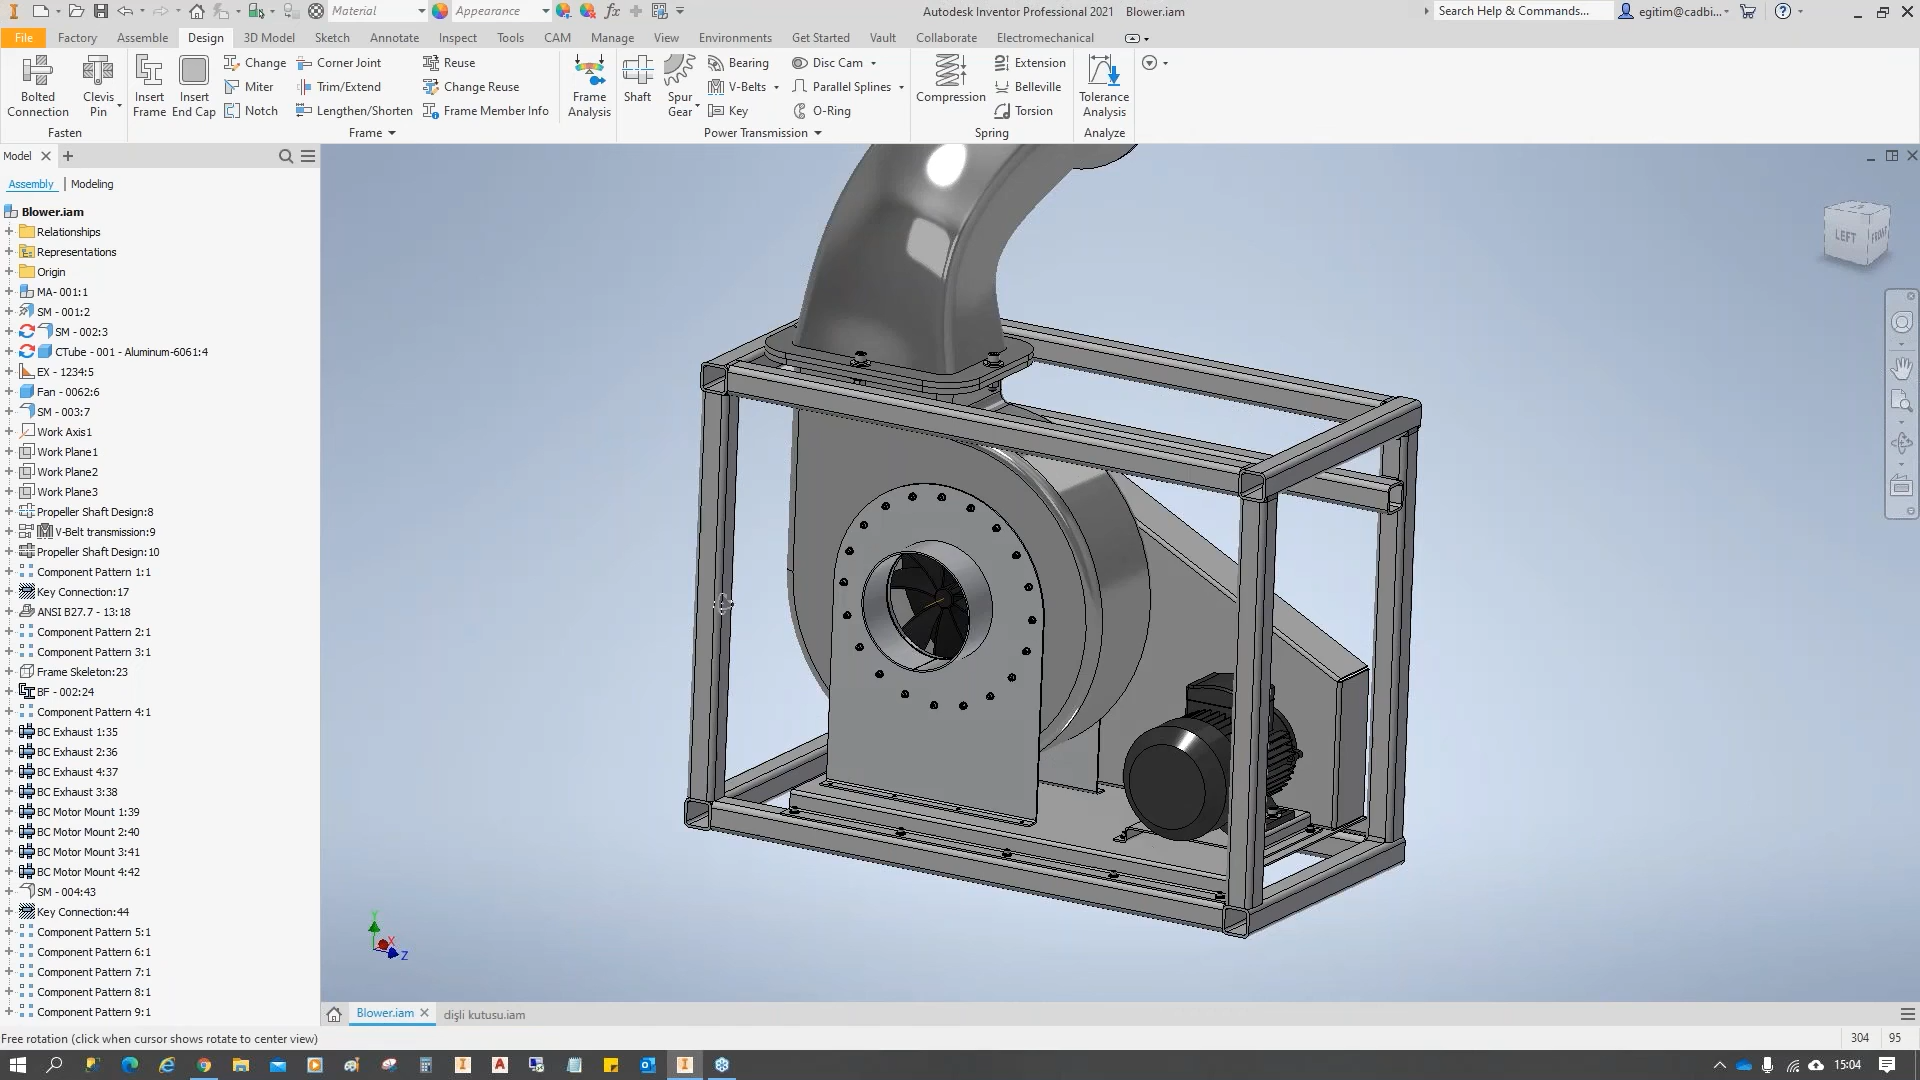 Material
Appearance
fx
Autodesk Inventor Professional 2021 Blower.iam
Search Help & Commands...
egitim@cadbi...
File Factory Assemble Design 3D Model Sketch Annotate Inspect Tools CAM Manage View Environments Get Started Vault Collaborate Electromechanical
Bolted Connection
Clevis Pin
Fasten
Insert Frame
Insert End Cap
Change
Miter
Notch
Corner Joint
Trim/Extend
Lengthen/Shorten
Reuse
Change Reuse
Frame Member Info
Frame
Frame Analysis
Shaft
Spur Gear
Bearing
V-Belts
Key
Disc Cam
Parallel Splines
O-Ring
Power Transmission
Compression
Extension
Belleville
Torsion
Spring
Tolerance Analysis
Analyze
Model
Assembly | Modeling
Blower.iam
Relationships
Representations
Origin
MA- 001:1
SM - 001:2
SM - 002:3
CTube - 001 - Aluminum-6061:4
EX - 1234:5
Fan - 0062:6
SM - 003:7
Work Axis1
Work Plane1
Work Plane2
Work Plane3
Propeller Shaft Design:8
V-Belt transmission:9
Propeller Shaft Design:10
Component Pattern 1:1
Key Connection:17
ANSI B27.7 - 13:18
Component Pattern 2:1
Component Pattern 3:1
Frame Skeleton:23
BF - 002:24
Component Pattern 4:1
BC Exhaust 1:35
BC Exhaust 2:36
BC Exhaust 4:37
BC Exhaust 3:38
BC Motor Mount 1:39
BC Motor Mount 2:40
BC Motor Mount 3:41
BC Motor Mount 4:42
SM - 004:43
Key Connection:44
Component Pattern 5:1
Component Pattern 6:1
Component Pattern 7:1
Component Pattern 8:1
Component Pattern 9:1
LEFT
FRONT
Y
X
Z
Blower.iam
dişli kutusu.iam
Free rotation (click when cursor shows rotate to center view)
304 95
15:04